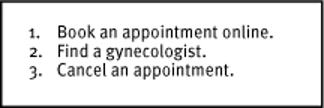 1. Book an appointment online.
2. Find a gynecologist.
3. Cancel an appointment.